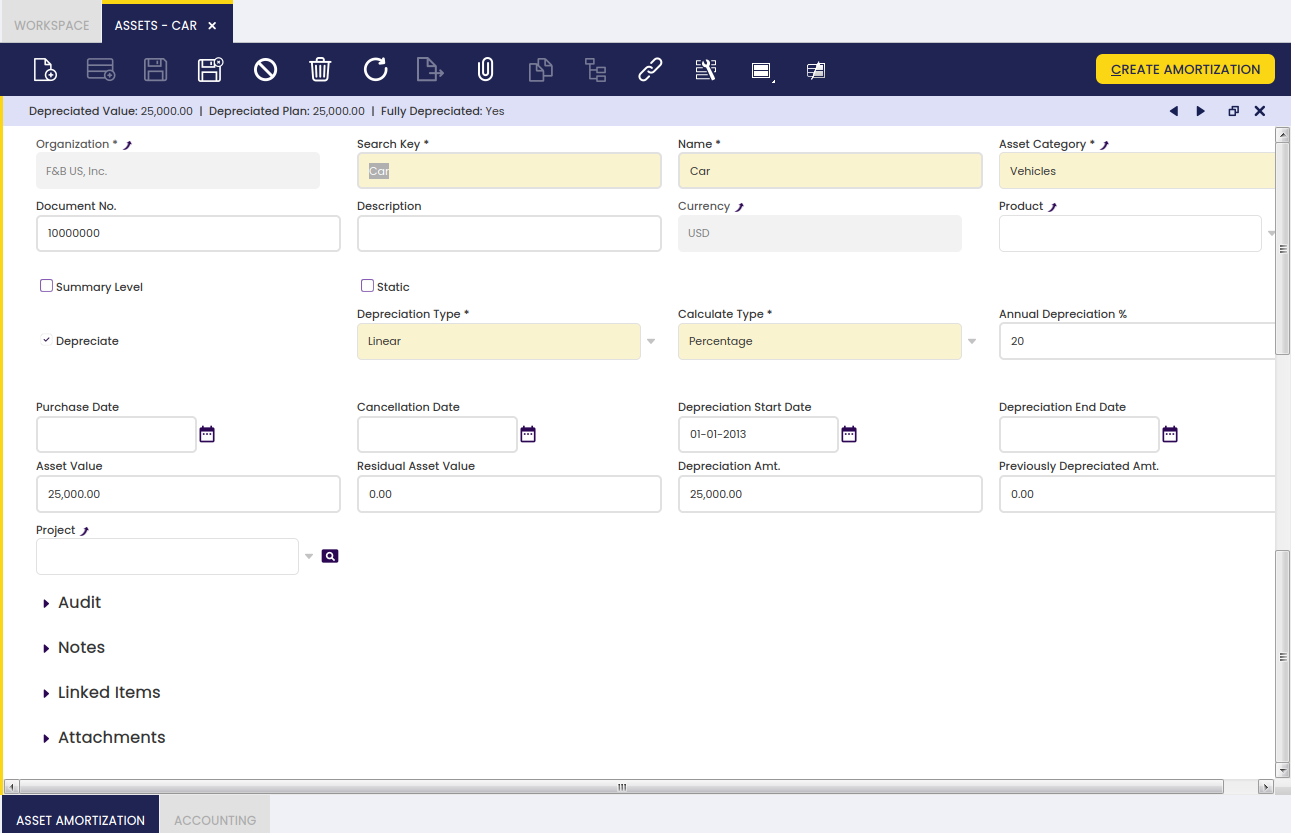 WORKSPACE ASSETS - CAR
CREATE AMORTIZATION
Depreciated Value: 25,000.00 | Depreciated Plan: 25,000.00 | Fully Depreciated: Yes
Organization * Search Key * Name * Asset Category *
F&B US, Inc. Car Car Vehicles
Document No. Description Currency Product
10000000 USD
Summary Level Static
Depreciation Type * Calculate Type * Annual Depreciation %
Depreciate Linear Percentage 20
Purchase Date Cancellation Date Depreciation Start Date Depreciation End Date
01-01-2013
Asset Value Residual Asset Value Depreciation Amt. Previously Depreciated Amt.
25,000.00 0.00 25,000.00 0.00
Project
Audit
Notes
Linked Items
Attachments
ASSET AMORTIZATION ACCOUNTING